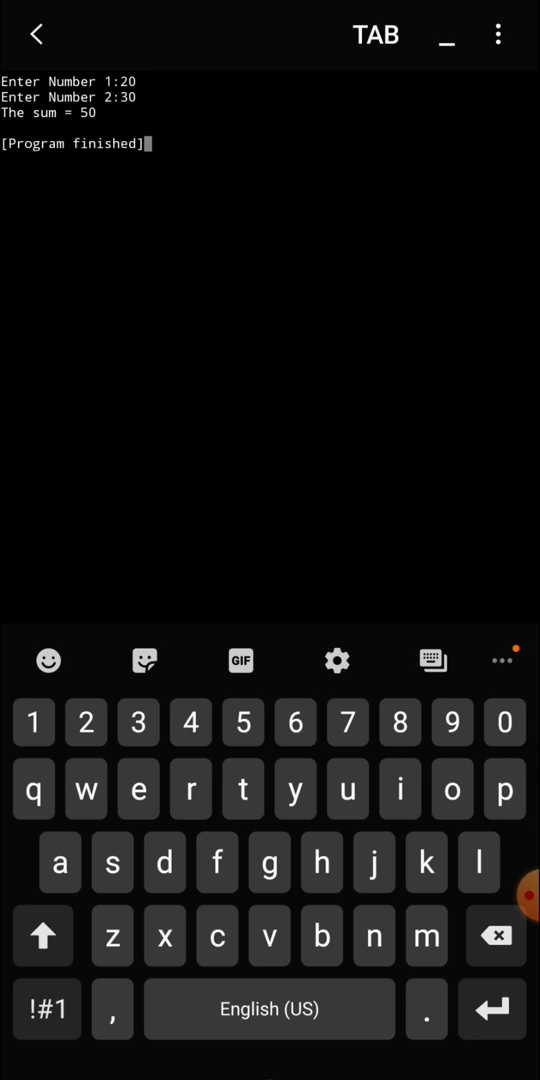 TAB _
Enter Number 1:20
Enter Number 2:30
The sum = 50
[Program finished]
GIF
1 2 3 4 5 6 7 8 9 0
q w e r t y u i o p
a s d f g h j k l
z x c v b n m
!#1 , English (US) .